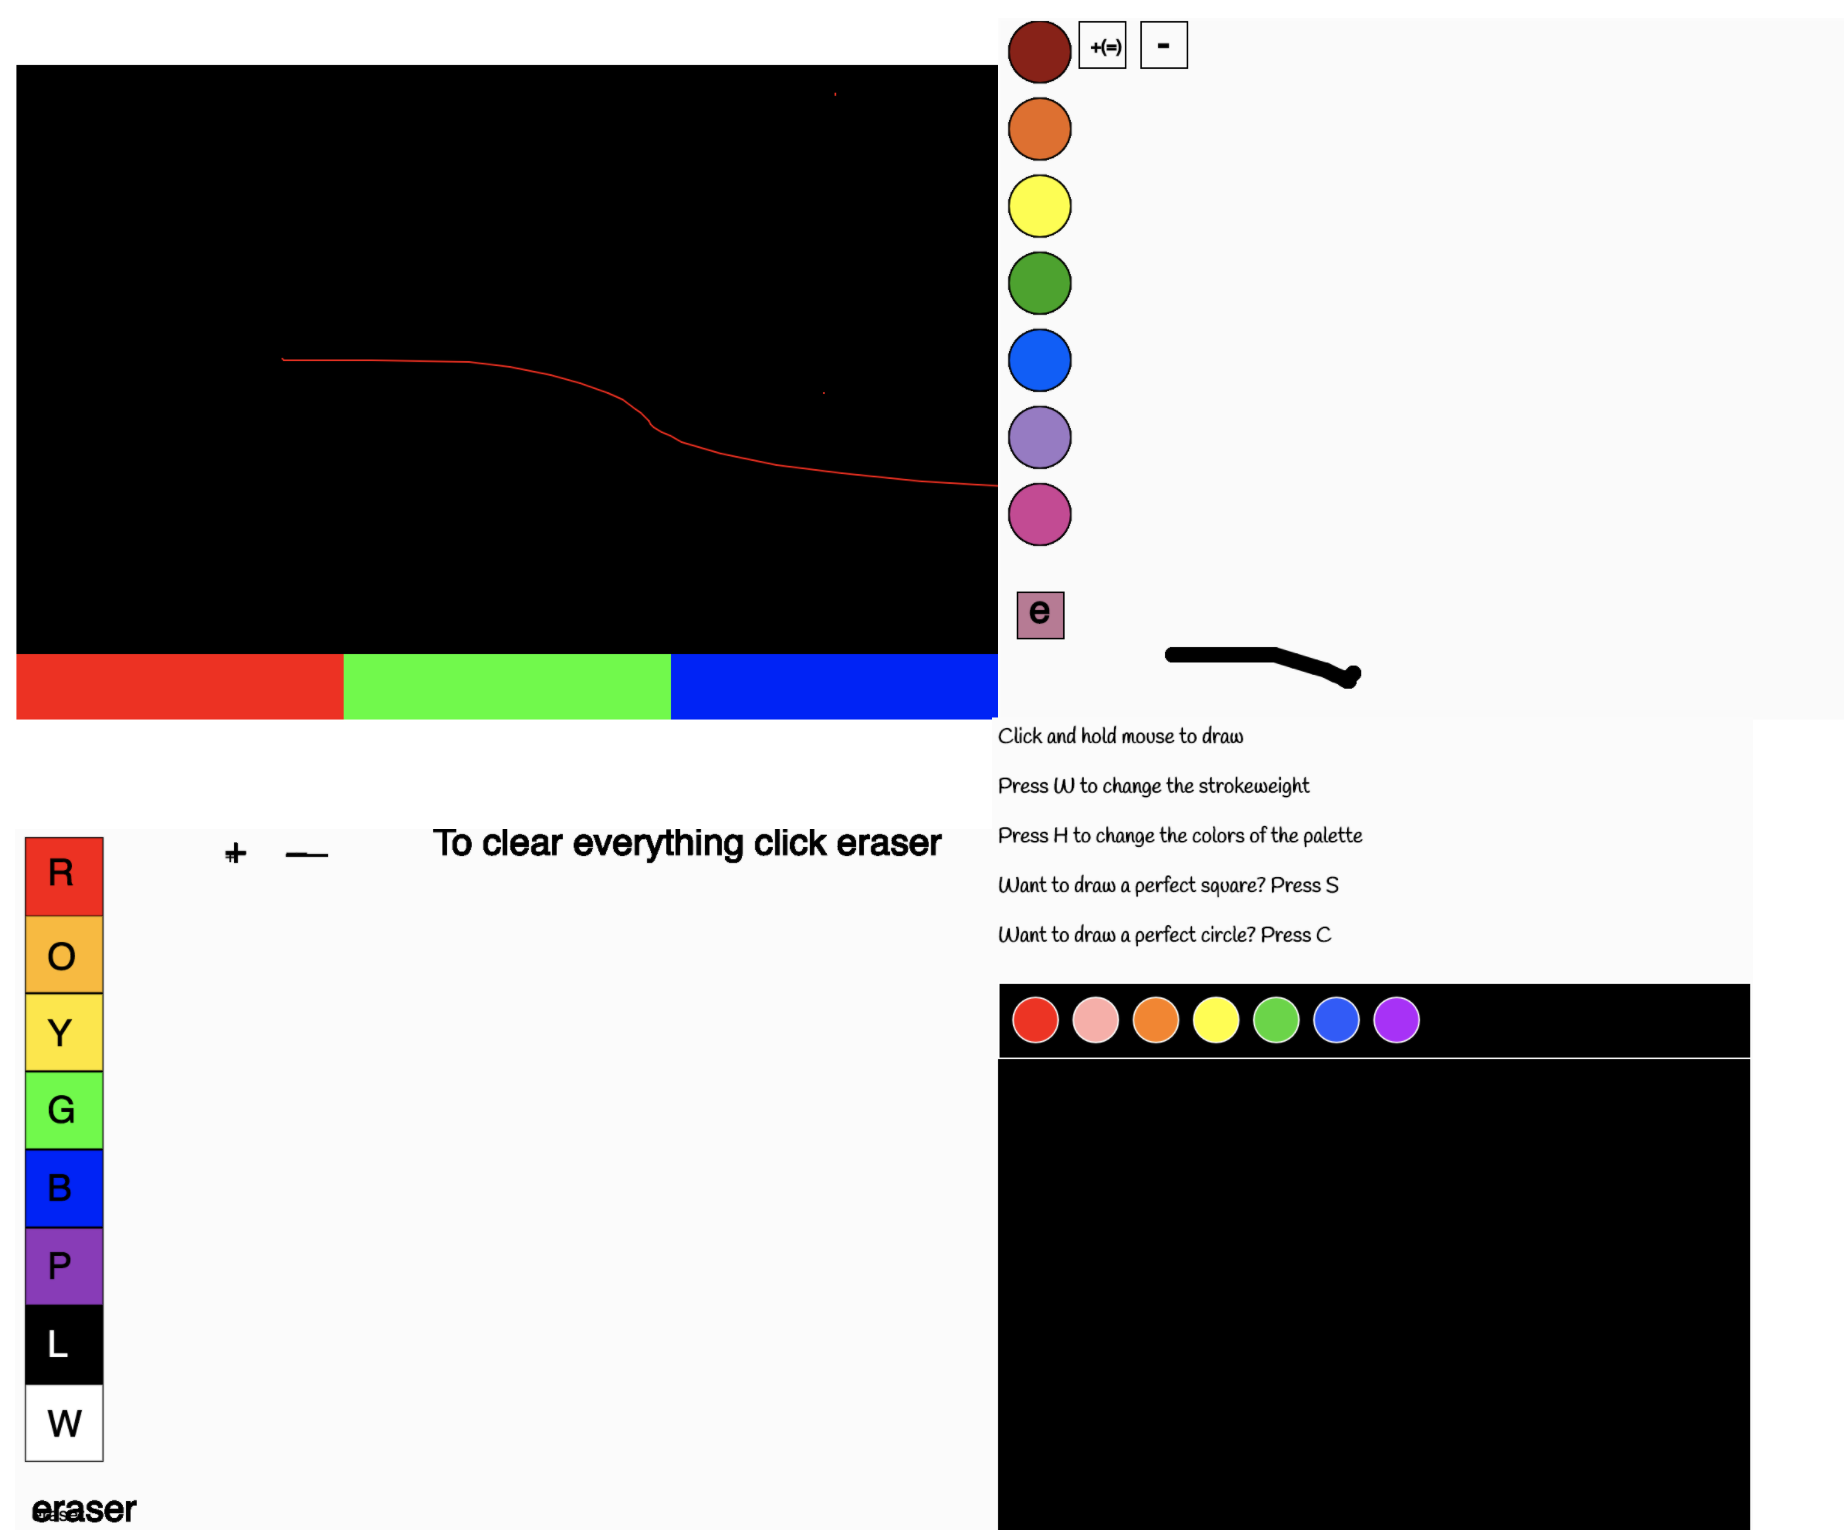 +(=) -
e
Click and hold mouse to draw
Press W to change the strokeweight
Press H to change the colors of the palette
Want to draw a perfect square? Press S
Want to draw a perfect circle? Press C
+ — To clear everything click eraser
R
O
Y
G
B
P
L
W
eraser